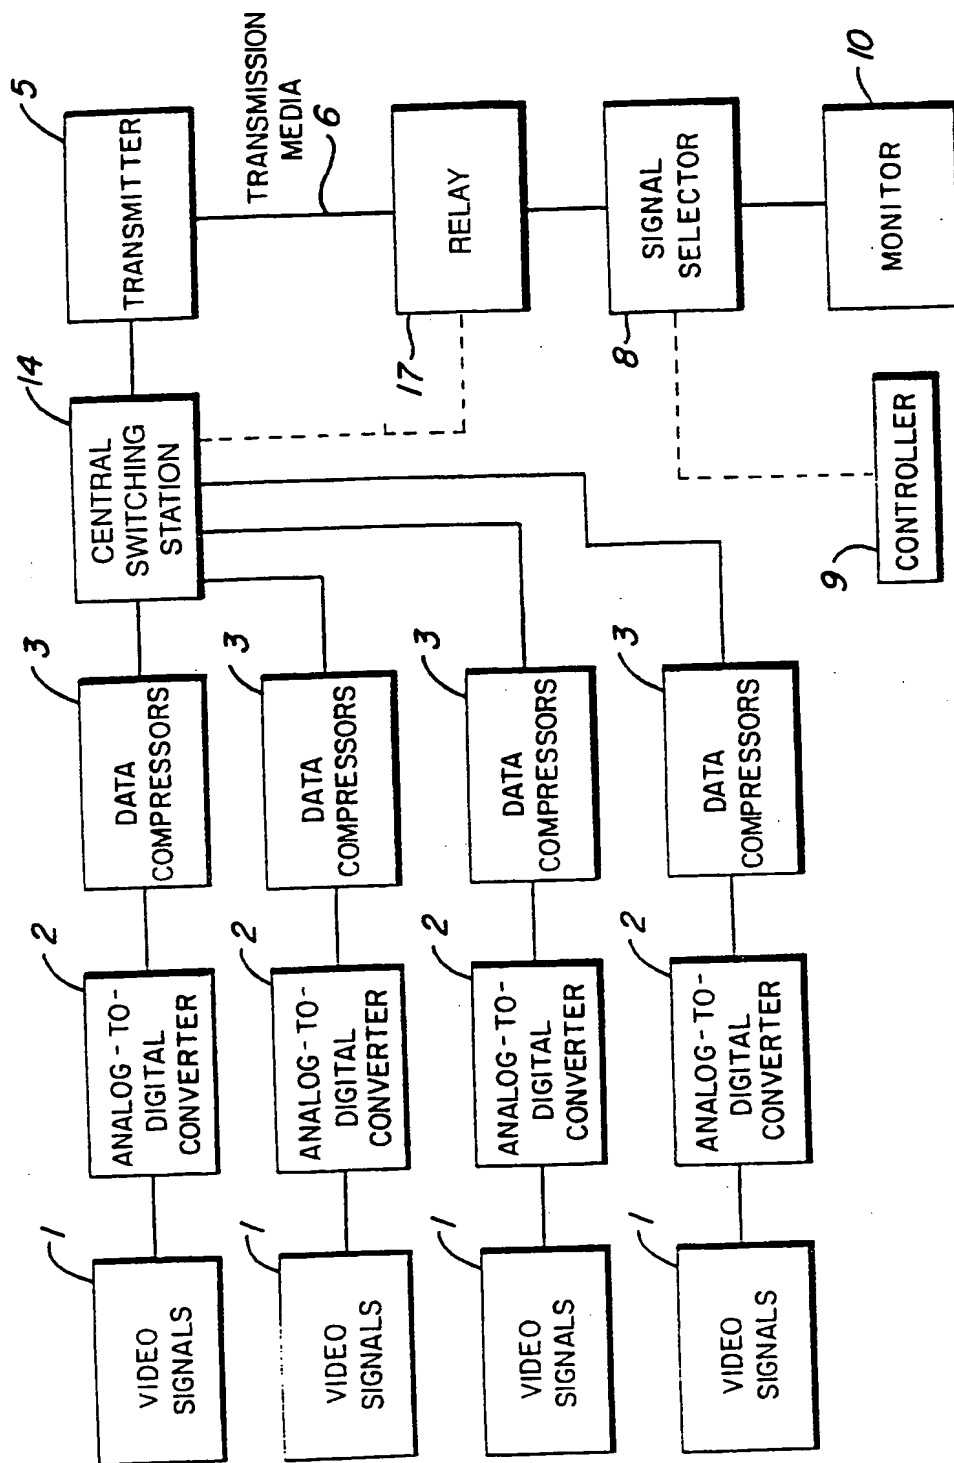 VIDEO
SIGNALS
1
ANALOG-TO-
DIGITAL
CONVERTER
2
DATA
COMPRESSORS
3
CENTRAL
SWITCHING
STATION
14
TRANSMITTER
5
VIDEO
SIGNALS
1
ANALOG-TO-
DIGITAL
CONVERTER
2
DATA
COMPRESSORS
3
TRANSMISSION
MEDIA
6
VIDEO
SIGNALS
1
ANALOG-TO-
DIGITAL
CONVERTER
2
DATA
COMPRESSORS
3
17
RELAY
VIDEO
SIGNALS
1
ANALOG-TO-
DIGITAL
CONVERTER
2
DATA
COMPRESSORS
3
8
SIGNAL
SELECTOR
9
CONTROLLER
MONITOR
10